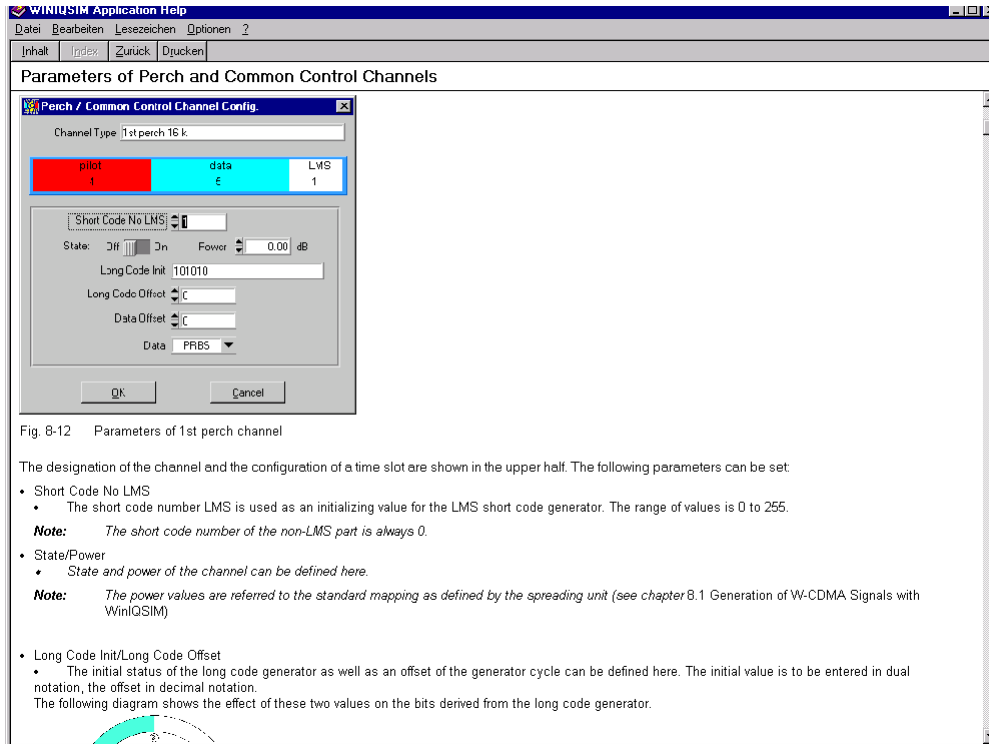 WINIQSIM Application Help
Datei Bearbeiten Lesezeichen Optionen ?
Inhalt Index Zurück Drucken
Parameters of Perch and Common Control Channels
Perch / Common Control Channel Config.
Channel Type 1st perch 16 k
pilot data LMS
4 5 1
Short Code No LMS 1
State: Off On Power 0.00 dB
Long Code Init 101010
Long Code Offset 0
Data Offset 0
Data PRBS
OK Cancel
Fig. 8-12 Parameters of 1st perch channel
The designation of the channel and the configuration of a time slot are shown in the upper half. The following parameters can be set:
• Short Code No LMS
• The short code number LMS is used as an initializing value for the LMS short code generator. The range of values is 0 to 255.
Note: The short code number of the non-LMS part is always 0.
• State/Power
• State and power of the channel can be defined here.
Note: The power values are referred to the standard mapping as defined by the spreading unit (see chapter 8.1 Generation of W-CDMA Signals with
WinIQSIM)
• Long Code Init/Long Code Offset
• The initial status of the long code generator as well as an offset of the generator cycle can be defined here. The initial value is to be entered in dual
notation, the offset in decimal notation.
The following diagram shows the effect of these two values on the bits derived from the long code generator.